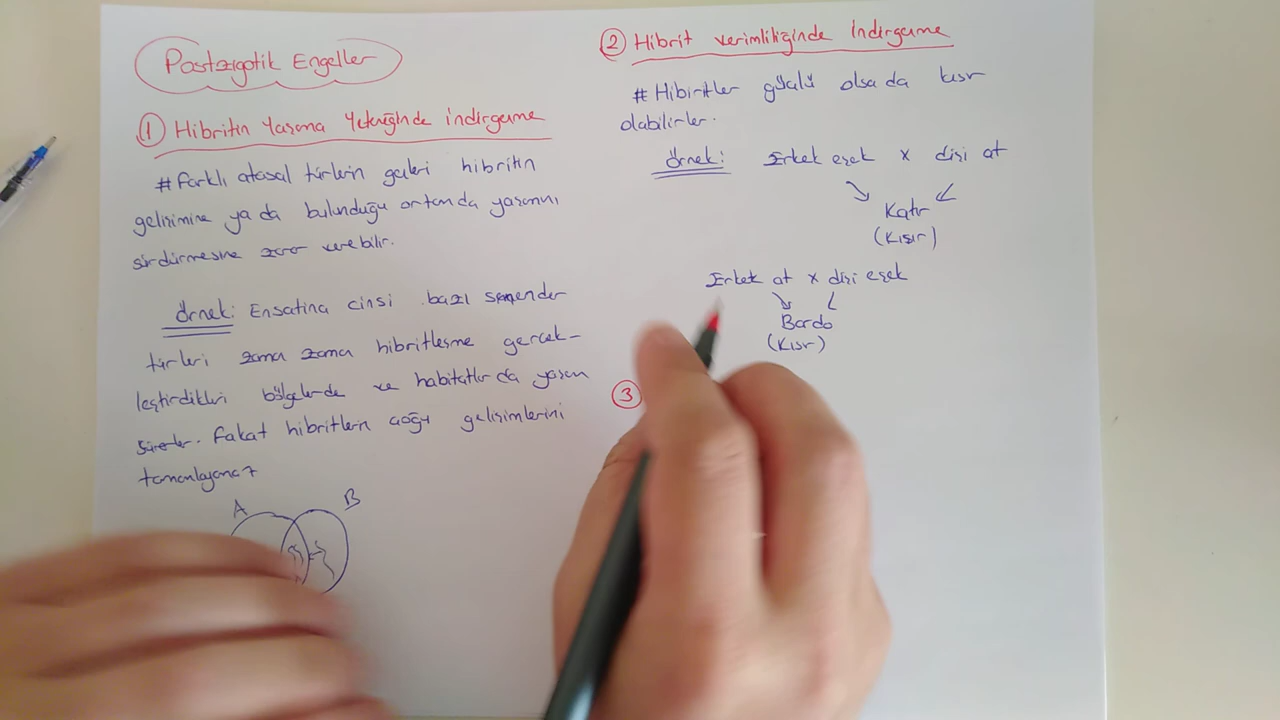 Postzigotik Engeller
① Hibritin Yaşama Yeteneğinde İndirgenme
# Farklı atasal türlerin genleri hibritin
gelişimine ya da bulunduğu ortamda yaşamını
sürdürmesine zarar verebilir.
Örnek: Ensatina cinsi bazı semender
türleri zaman zaman hibritleşme gerçek-
leştirdikleri bölgelerde ve habitatlarda yaşam
sürerler. Fakat hibritlerin çoğu gelişimlerini
tamamlayamaz
A B
② Hibrit verimliliğinde İndirgenme
# Hibritler güçlü olsa da kısır
olabilirler.
Örnek: Erkek eşek x dişi at
Katır
(Kısır)
Erkek at x dişi eşek
Bardo
(Kısır)
③